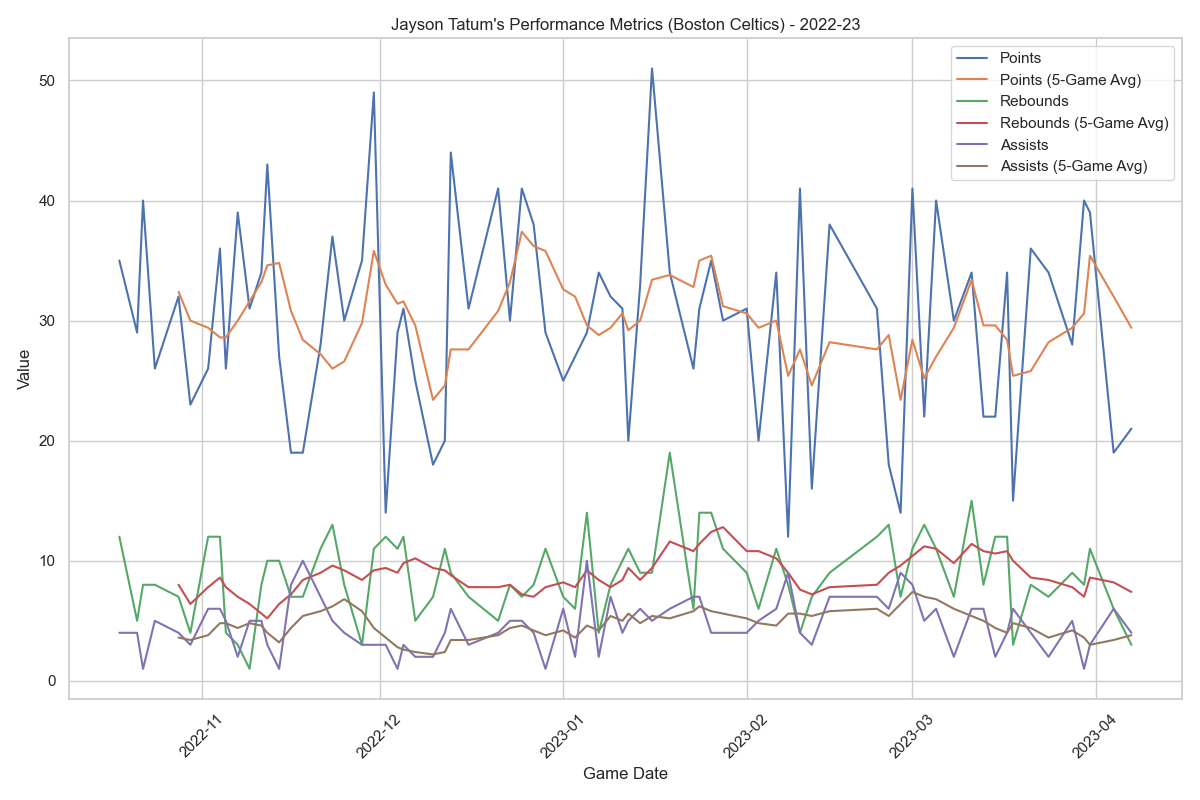 Jayson Tatum's Performance Metrics (Boston Celtics) - 2022-23
Points
Points (5-Game Avg)
Rebounds
Rebounds (5-Game Avg)
Assists
Assists (5-Game Avg)
50
40
30
20
10
0
Value
2022-11
2022-12
2023-01
2023-02
2023-03
2023-04
Game Date